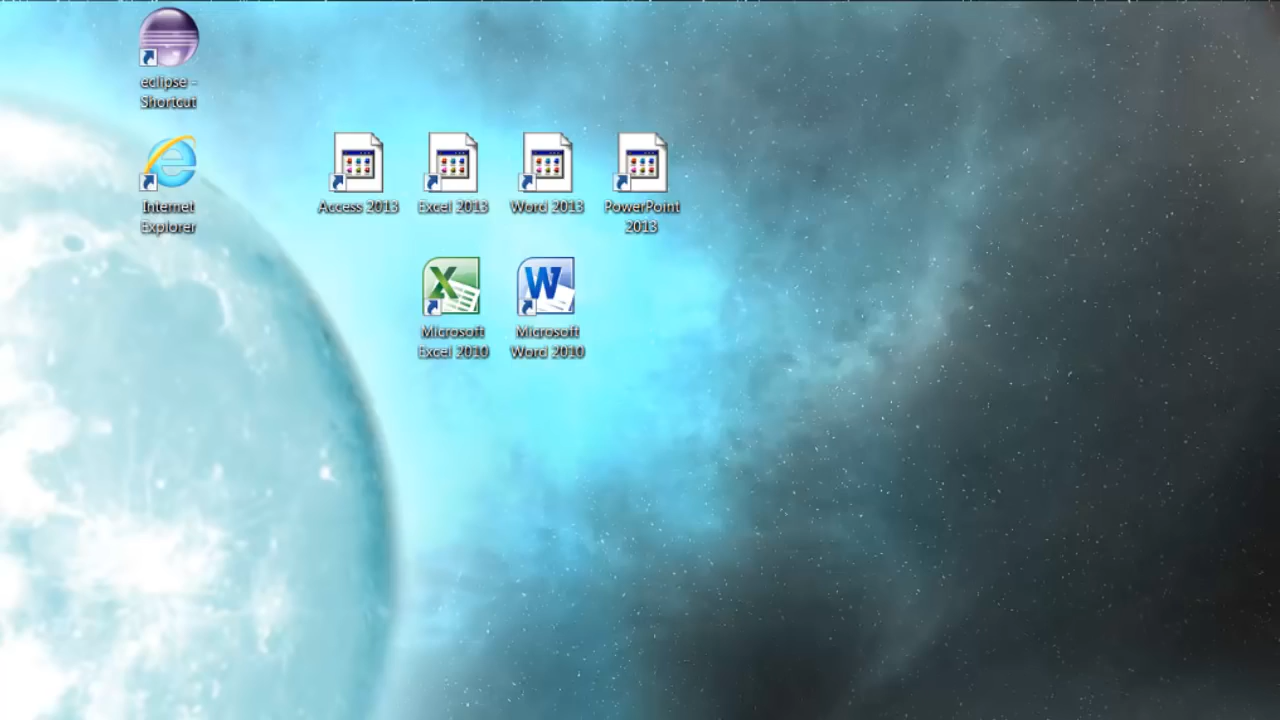 eclipse -
Shortcut
Internet
Explorer
Access 2013
Excel 2013
Word 2013
PowerPoint
2013
Microsoft
Excel 2010
Microsoft
Word 2010